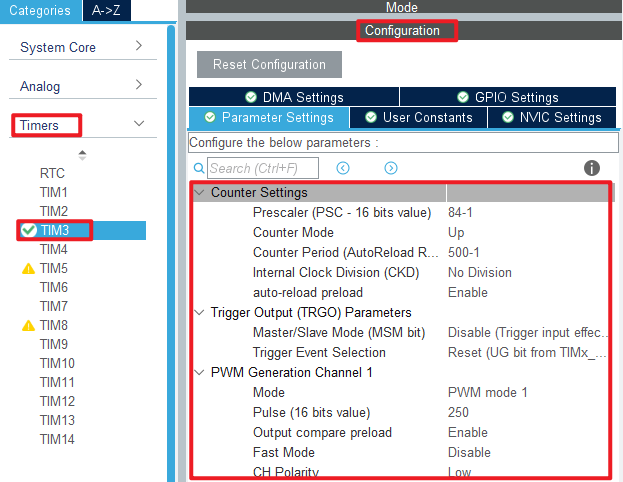 Categories A->Z
System Core
Analog
Timers
RTC
TIM1
TIM2
TIM3
TIM4
TIM5
TIM6
TIM7
TIM8
TIM9
TIM10
TIM11
TIM12
TIM13
TIM14
Mode
Configuration
Reset Configuration
DMA Settings GPIO Settings
Parameter Settings User Constants NVIC Settings
Configure the below parameters :
Search (Ctrl+F)
Counter Settings
Prescaler (PSC - 16 bits value) 84-1
Counter Mode Up
Counter Period (AutoReload R... 500-1
Internal Clock Division (CKD) No Division
auto-reload preload Enable
Trigger Output (TRGO) Parameters
Master/Slave Mode (MSM bit) Disable (Trigger input effec...
Trigger Event Selection Reset (UG bit from TIMx_...
PWM Generation Channel 1
Mode PWM mode 1
Pulse (16 bits value) 250
Output compare preload Enable
Fast Mode Disable
CH Polarity Low